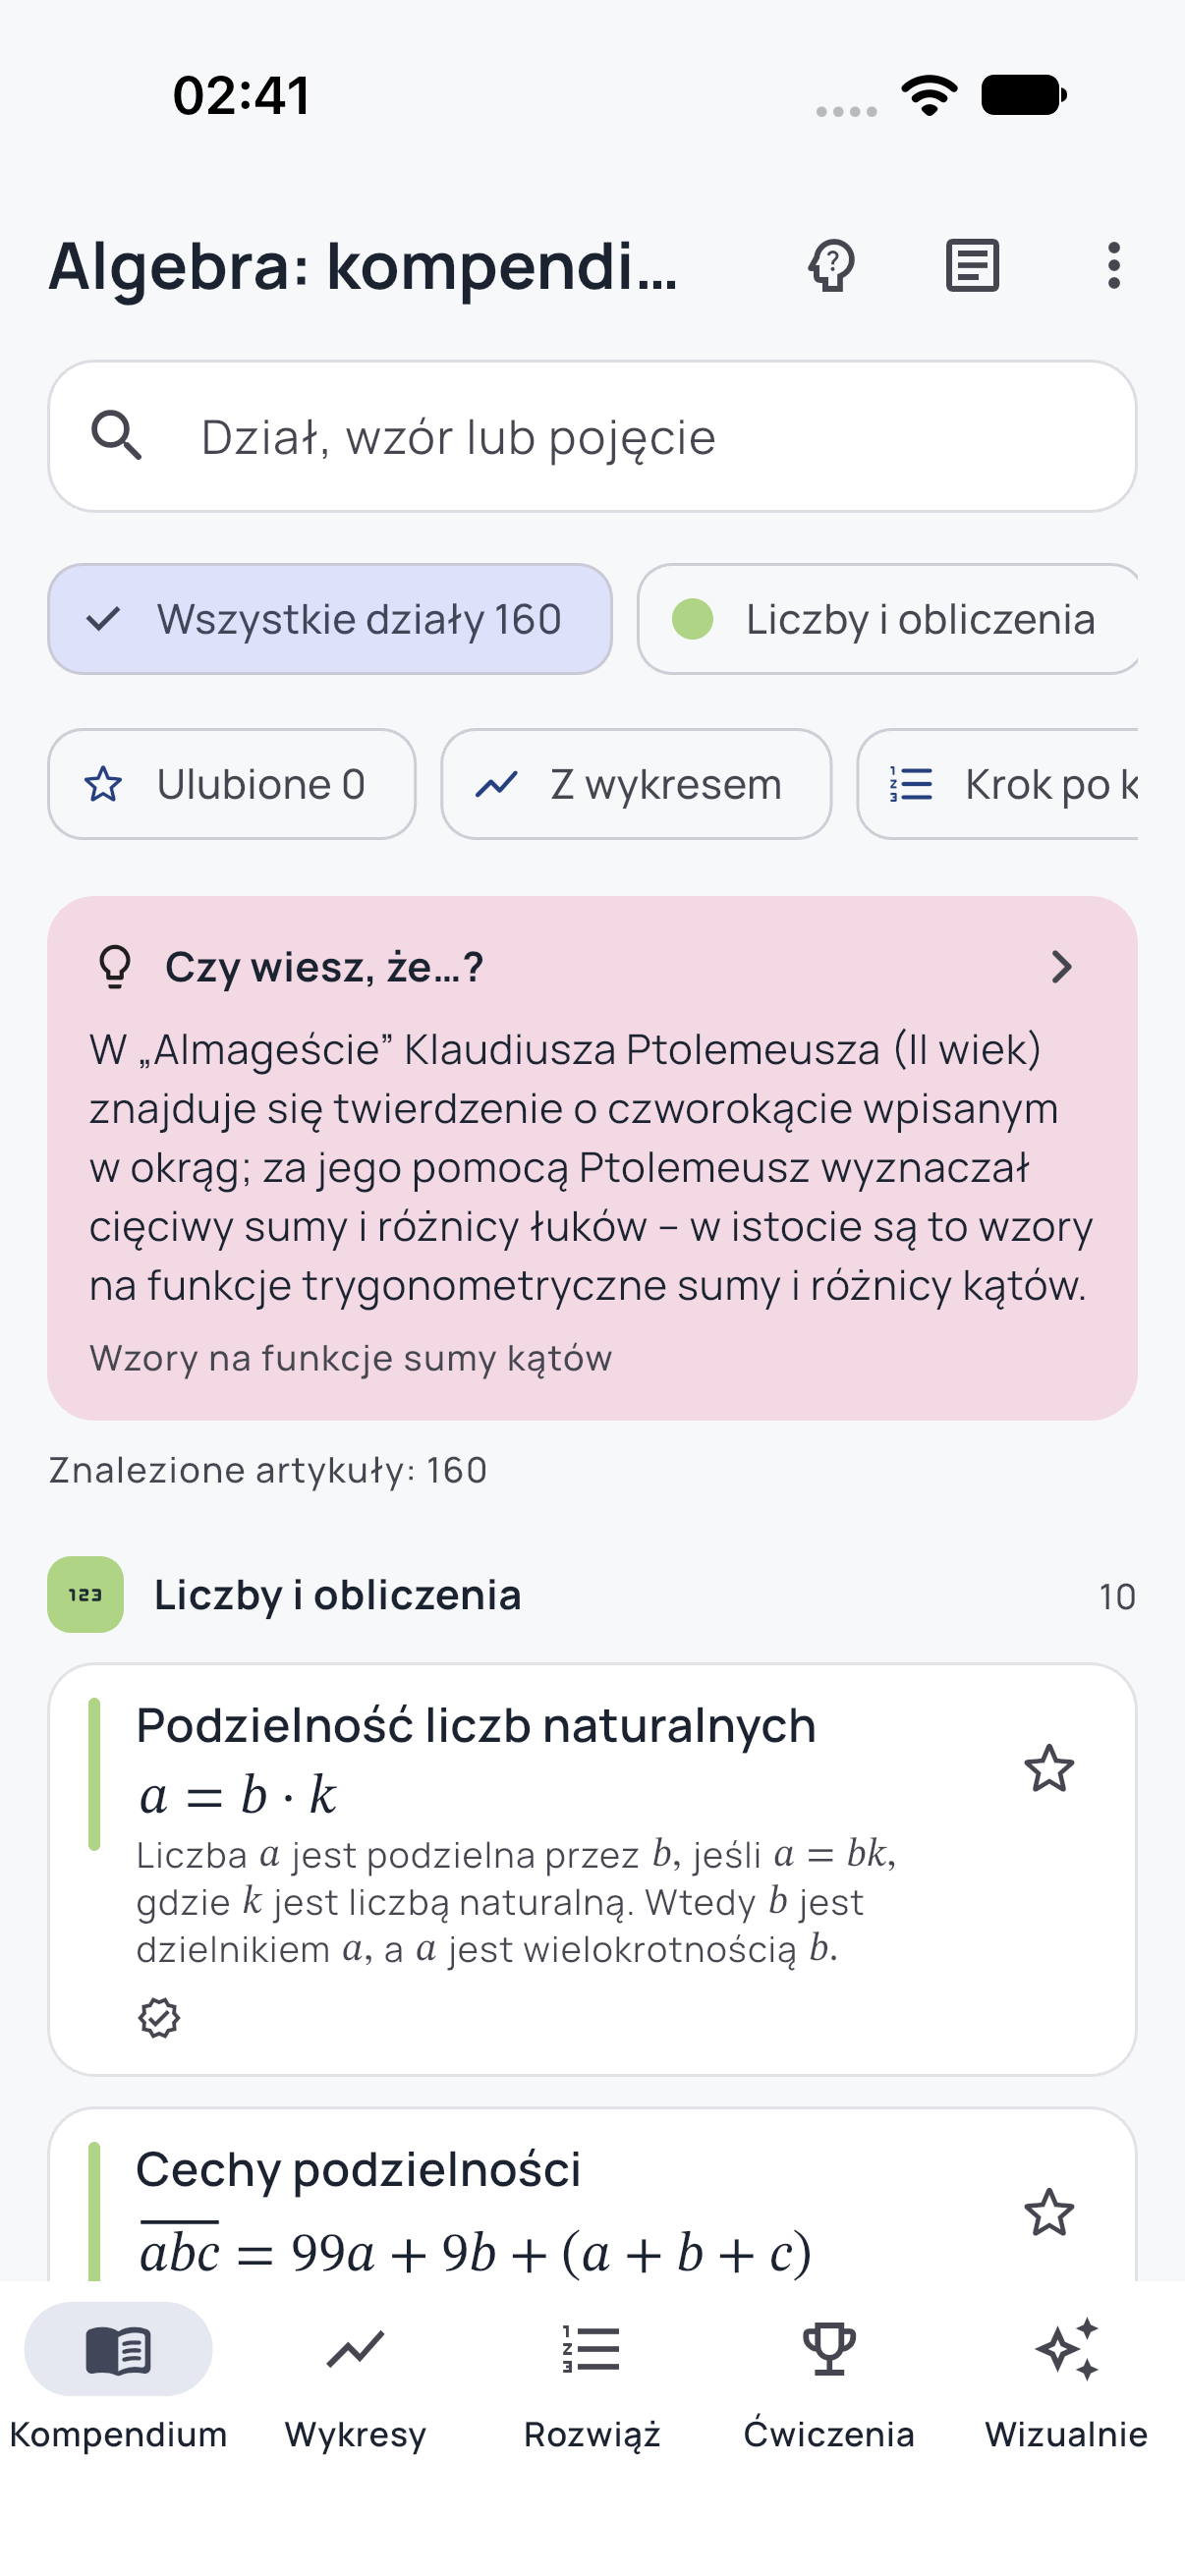 02:41
Algebra: kompendi...
Dział, wzór lub pojęcie
Wszystkie działy 160
Liczby i obliczenia
Ulubione 0
Z wykresem
Krok po k
Czy wiesz, że...?
W „Almageście” Klaudiusza Ptolemeusza (II wiek)
znajduje się twierdzenie o czworokącie wpisanym
w okrąg; za jego pomocą Ptolemeusz wyznaczał
cięciwy sumy i różnicy łuków – w istocie są to wzory
na funkcje trygonometryczne sumy i różnicy kątów.
Wzory na funkcje sumy kątów
Znalezione artykuły: 160
123 Liczby i obliczenia 10
Podzielność liczb naturalnych
a = b · k
Liczba a jest podzielna przez b, jeśli a = bk,
gdzie k jest liczbą naturalną. Wtedy b jest
dzielnikiem a, a a jest wielokrotnością b.
Cechy podzielności
a̅b̅c̅ = 99a + 9b + (a + b + c)
Kompendium
Wykresy
Rozwiąż
Ćwiczenia
Wizualnie